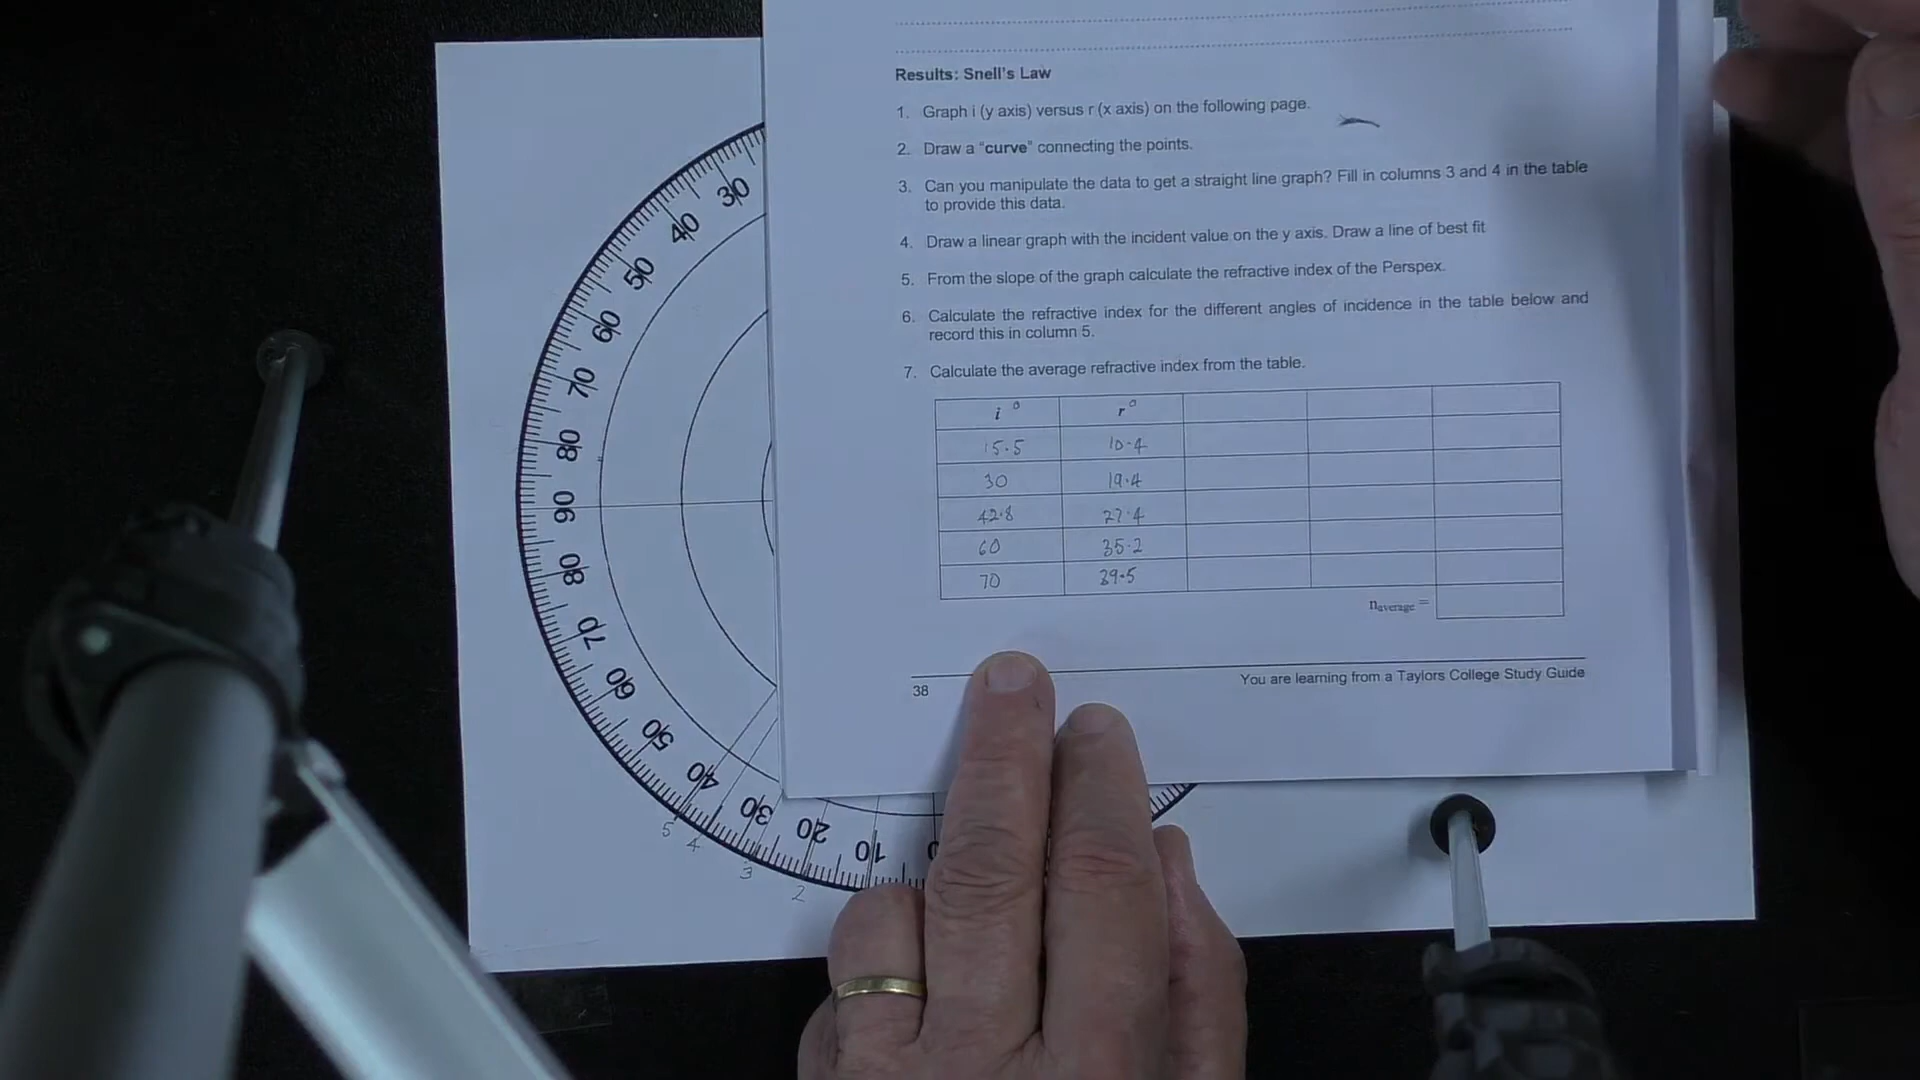 Results: Snell's Law
1. Graph i (y axis) versus r (x axis) on the following page.
2. Draw a "curve" connecting the points.
3. Can you manipulate the data to get a straight line graph? Fill in columns 3 and 4 in the table
to provide this data.
4. Draw a linear graph with the incident value on the y axis. Draw a line of best fit
5. From the slope of the graph calculate the refractive index of the Perspex.
6. Calculate the refractive index for the different angles of incidence in the table below and
record this in column 5.
7. Calculate the average refractive index from the table.
i° r°
15.5 10.4
30 19.4
42.8 27.4
60 35.2
70 39.5
naverage =
38 You are learning from a Taylors College Study Guide
30
40
50
60
70
80
90
80
70
60
50
40
30
20
10
5
4
3
2